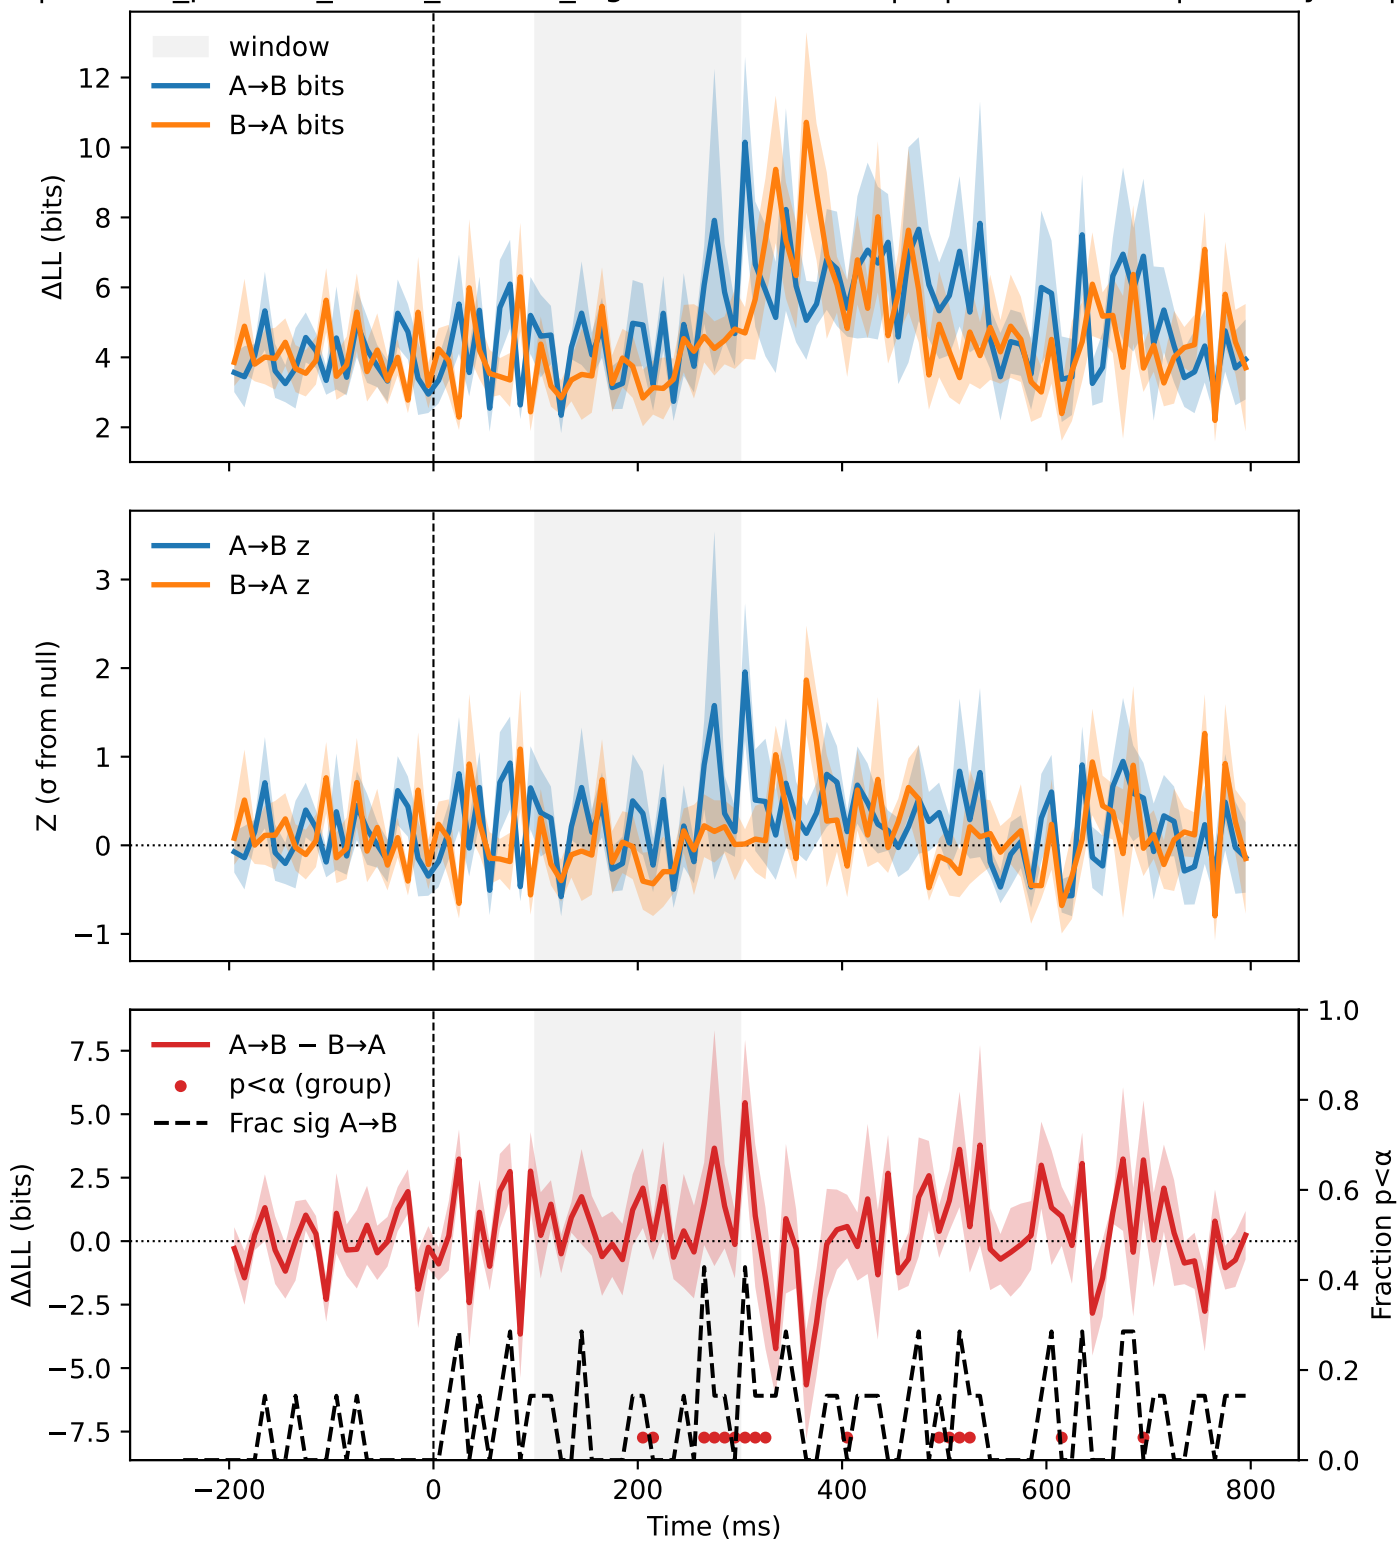 window
A→B bits
B→A bits
12
10
8
6
4
2
ΔLL (bits)
A→B z
B→A z
3
2
1
0
−1
Z (σ from null)
A→B − B→A
p<α (group)
Frac sig A→B
7.5
5.0
2.5
0.0
−2.5
−5.0
−7.5
ΔΔLL (bits)
1.0
0.8
0.6
0.4
0.2
0.0
Fraction p<α
−200
0
200
400
600
800
Time (ms)